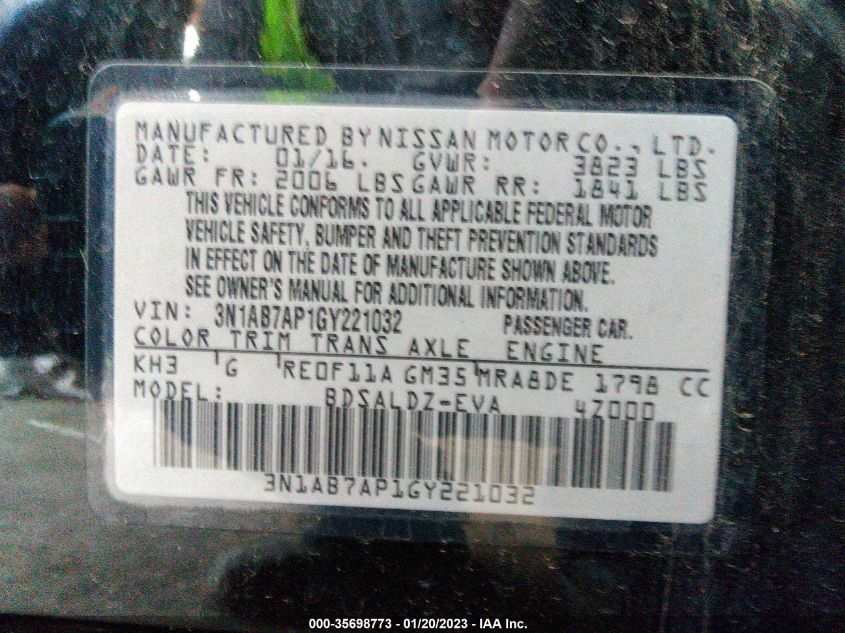 MANUFACTURED BY NISSAN MOTOR CO., LTD.
DATE: 01/16. GVWR: 3823 LBS
GAWR FR: 2006 LBS GAWR RR: 1841 LBS
THIS VEHICLE CONFORMS TO ALL APPLICABLE FEDERAL MOTOR
VEHICLE SAFETY, BUMPER AND THEFT PREVENTION STANDARDS
IN EFFECT ON THE DATE OF MANUFACTURE SHOWN ABOVE.
SEE OWNER'S MANUAL FOR ADDITIONAL INFORMATION.
VIN: 3N1AB7AP1GY221032 PASSENGER CAR.
COLOR TRIM TRANS AXLE ENGINE
KH3 G RE0F11A GM35 MRA8DE 1798 CC
MODEL: BDSALDZ-EVA 4Z000
3N1AB7AP1GY221032
000-35698773 - 01/20/2023 - IAA Inc.